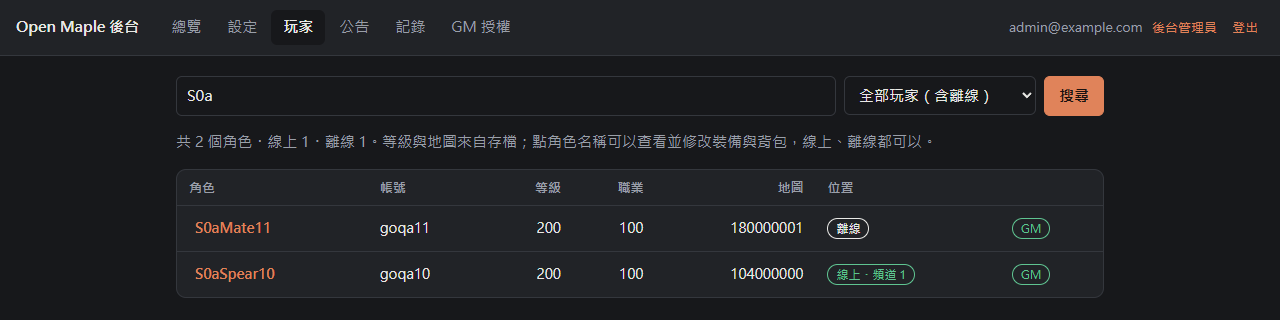 Open Maple 後台 總覽 設定 玩家 公告 記錄 GM 授權 admin@example.com 後台管理員 登出
S0a 全部玩家（含離線） 搜尋
共 2 個角色・線上 1・離線 1。等級與地圖來自存檔；點角色名稱可以查看並修改裝備與背包，線上、離線都可以。
角色 帳號 等級 職業 地圖 位置
S0aMate11 goqa11 200 100 180000001 離線 GM
S0aSpear10 goqa10 200 100 104000000 線上・頻道 1 GM